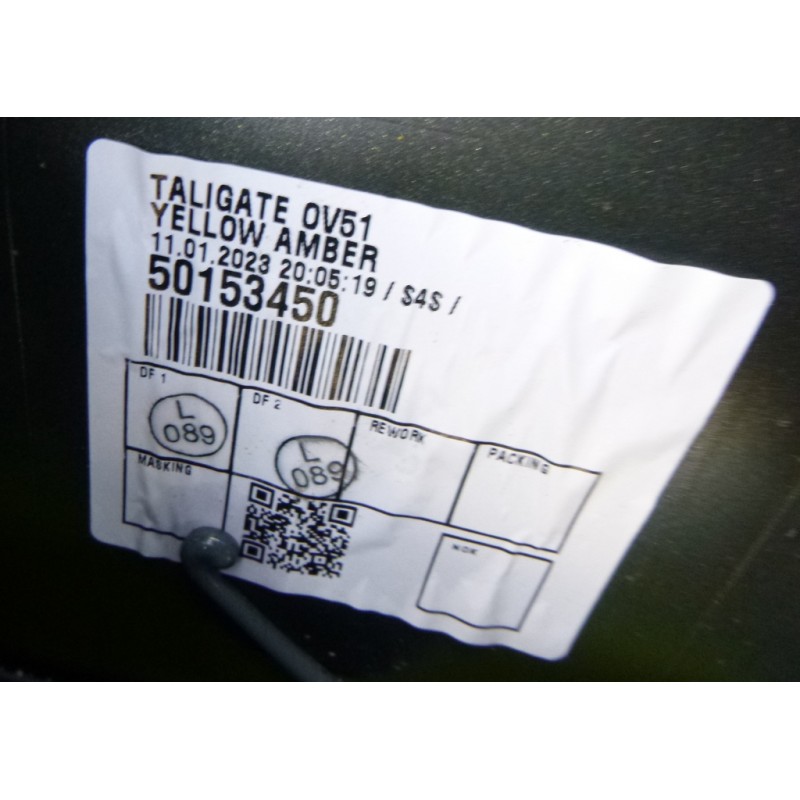 TALIGATE OV51
YELLOW AMBER
11.01.2023 20:05:19 / S4S /
50153450
DF 1
DF 2
REWORK
PACKING
L
089
L
089
MASKING
NOK